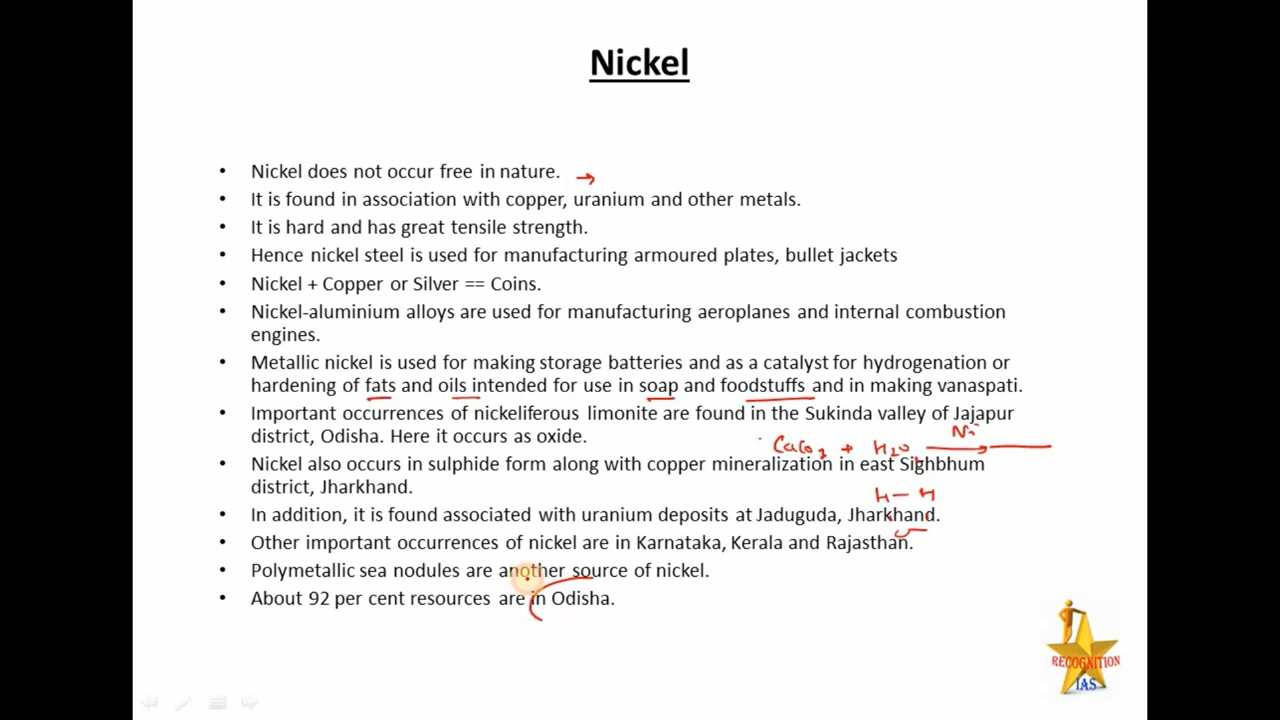 Nickel
• Nickel does not occur free in nature. →
• It is found in association with copper, uranium and other metals.
• It is hard and has great tensile strength.
• Hence nickel steel is used for manufacturing armoured plates, bullet jackets
• Nickel + Copper or Silver == Coins.
• Nickel-aluminium alloys are used for manufacturing aeroplanes and internal combustion
engines.
• Metallic nickel is used for making storage batteries and as a catalyst for hydrogenation or
hardening of fats and oils intended for use in soap and foodstuffs and in making vanaspati.
• Important occurrences of nickeliferous limonite are found in the Sukinda valley of Jajapur
district, Odisha. Here it occurs as oxide.
Ni
CaCO3 + H2O →
• Nickel also occurs in sulphide form along with copper mineralization in east Sighbhum
district, Jharkhand.
H – H
• In addition, it is found associated with uranium deposits at Jaduguda, Jharkhand.
• Other important occurrences of nickel are in Karnataka, Kerala and Rajasthan.
• Polymetallic sea nodules are another source of nickel.
• About 92 per cent resources are in Odisha.
RECOGNITION
IAS